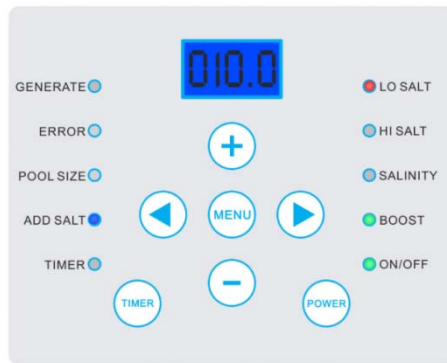 010.0
GENERATE
LO SALT
ERROR
HI SALT
+
POOL SIZE
SALINITY
MENU
ADD SALT
BOOST
TIMER
ON/OFF
−
TIMER
POWER